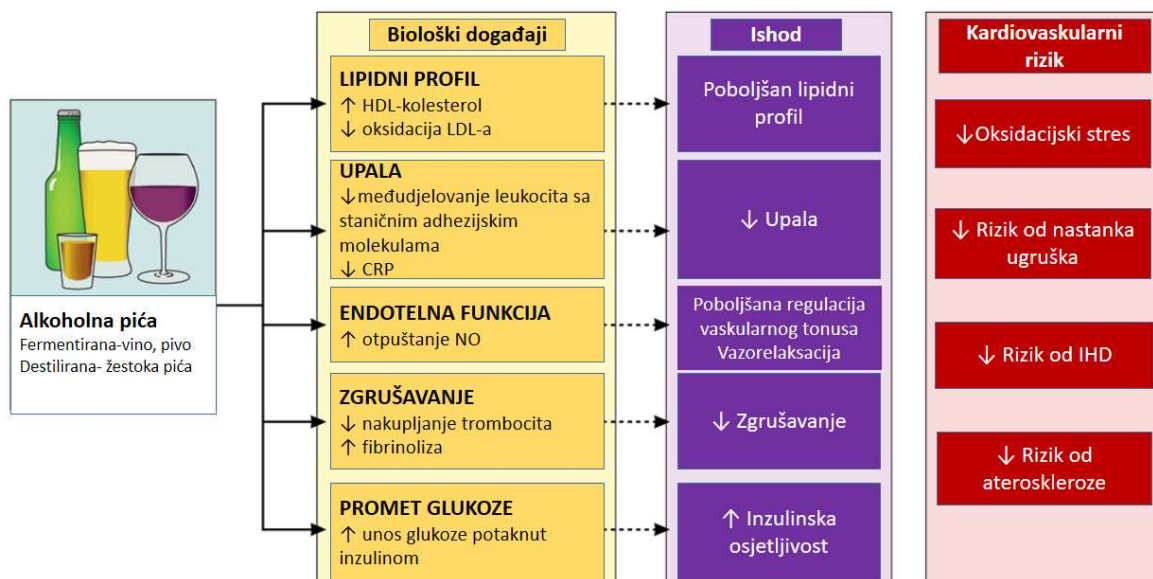 Alkoholna pića
Fermentirana-vino, pivo
Destilirana- žestoka pića
Biološki događaji
LIPIDNI PROFIL
↑ HDL-kolesterol
↓ oksidacija LDL-a
UPALA
↓međudjelovanje leukocita sa
staničnim adhezijskim
molekulama
↓ CRP
ENDOTELNA FUNKCIJA
↑ otpuštanje NO
ZGRUŠAVANJE
↓ nakupljanje trombocita
↑ fibrinoliza
PROMET GLUKOZE
↑ unos glukoze potaknut
inzulinom
Ishod
Poboljšan lipidni
profil
↓ Upala
Poboljšana regulacija
vaskularnog tonusa
Vazorelaksacija
↓ Zgrušavanje
↑ Inzulinska
osjetljivost
Kardiovaskularni
rizik
↓Oksidacijski stres
↓ Rizik od nastanka
ugruška
↓ Rizik od IHD
↓ Rizik od
ateroskleroze